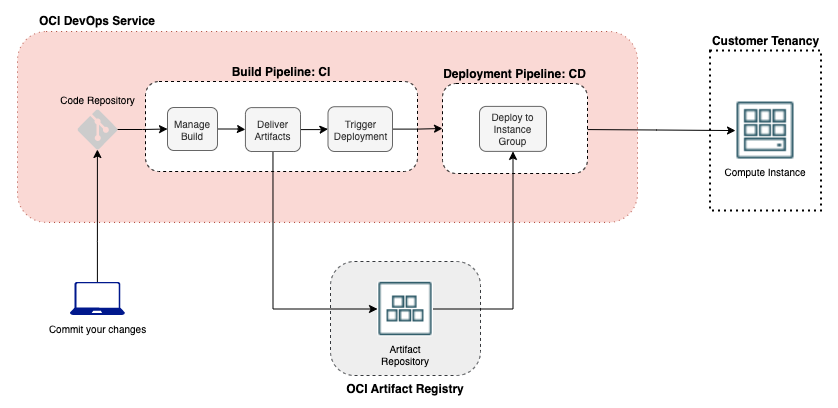 OCI DevOps Service
Customer Tenancy
Build Pipeline: CI
Deployment Pipeline: CD
Code Repository
Manage
Build
Deliver
Artifacts
Trigger
Deployment
Deploy to
Instance
Group
Compute Instance
Commit your changes
Artifact
Repository
OCI Artifact Registry